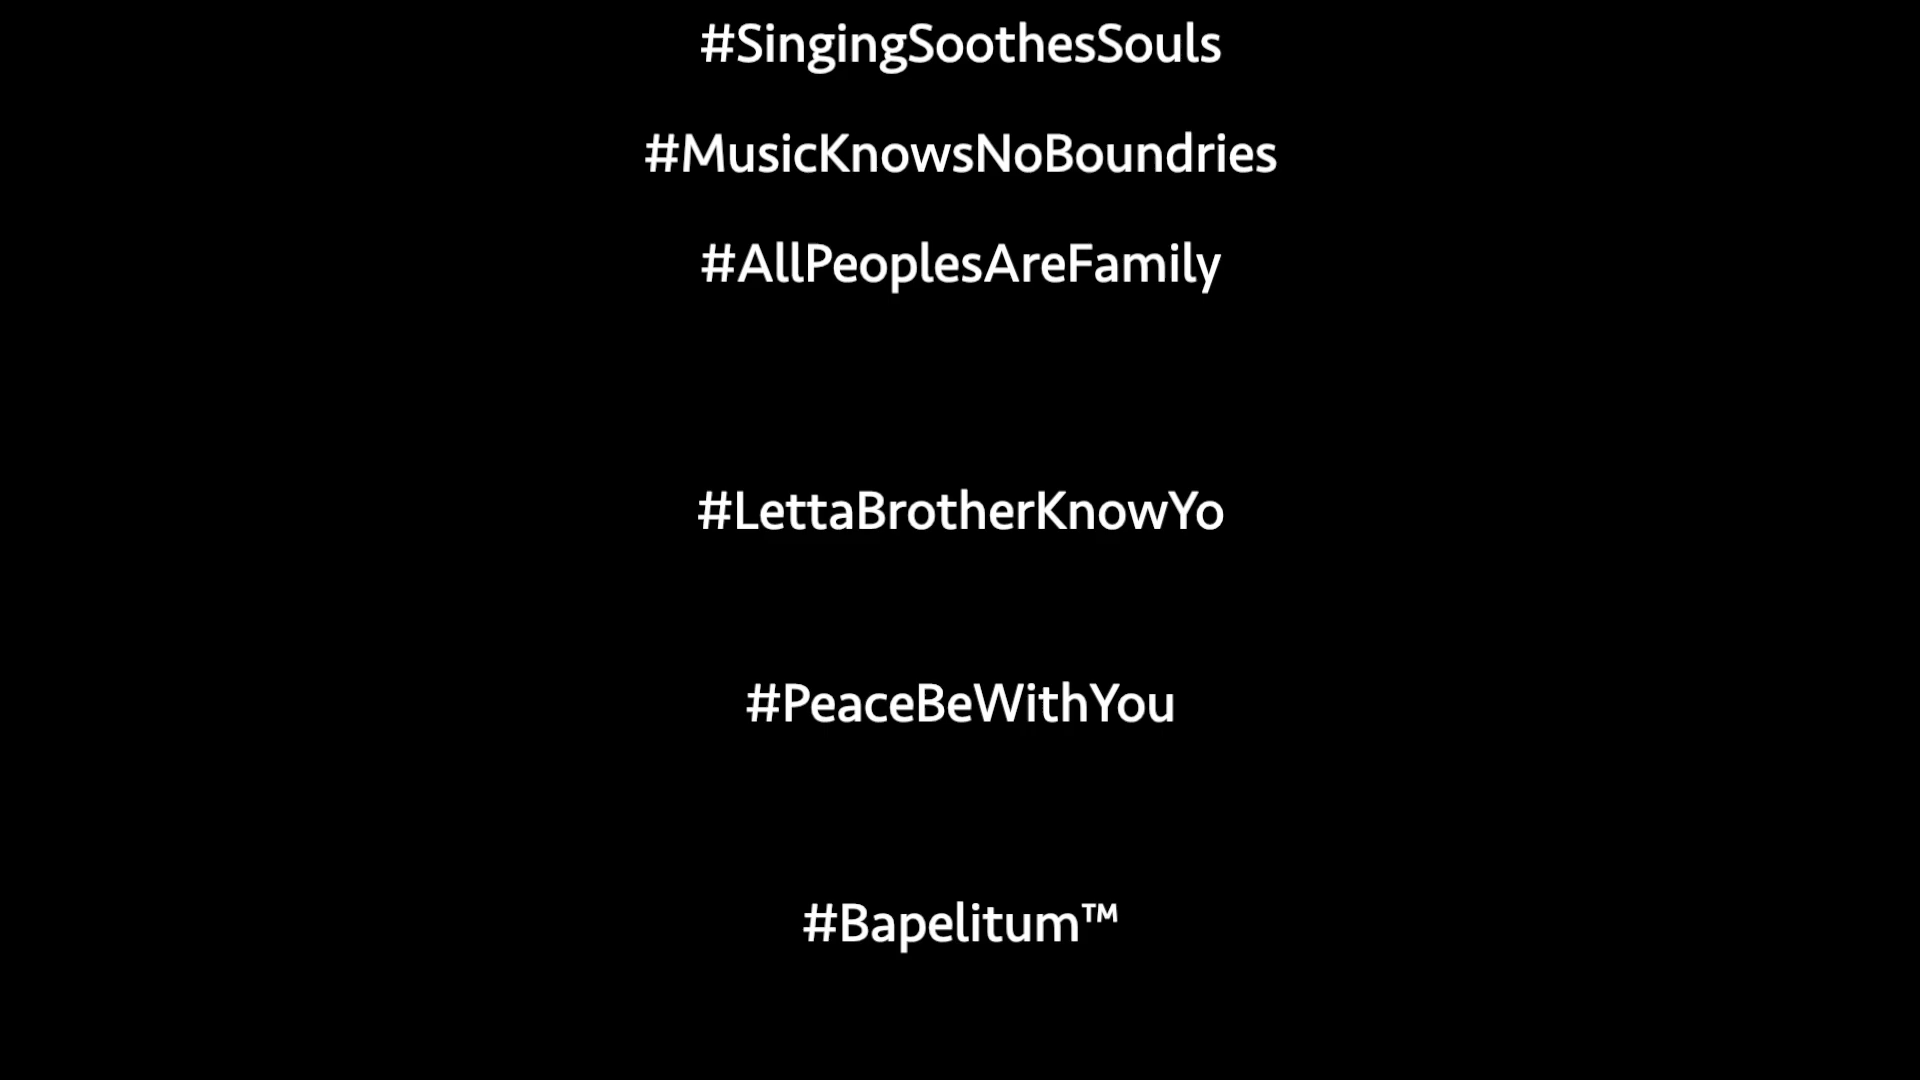 #SingingSoothesSouls
#MusicKnowsNoBoundries
#AllPeoplesAreFamily
#LettaBrotherKnowYo
#PeaceBeWithYou
#Bapelitum™